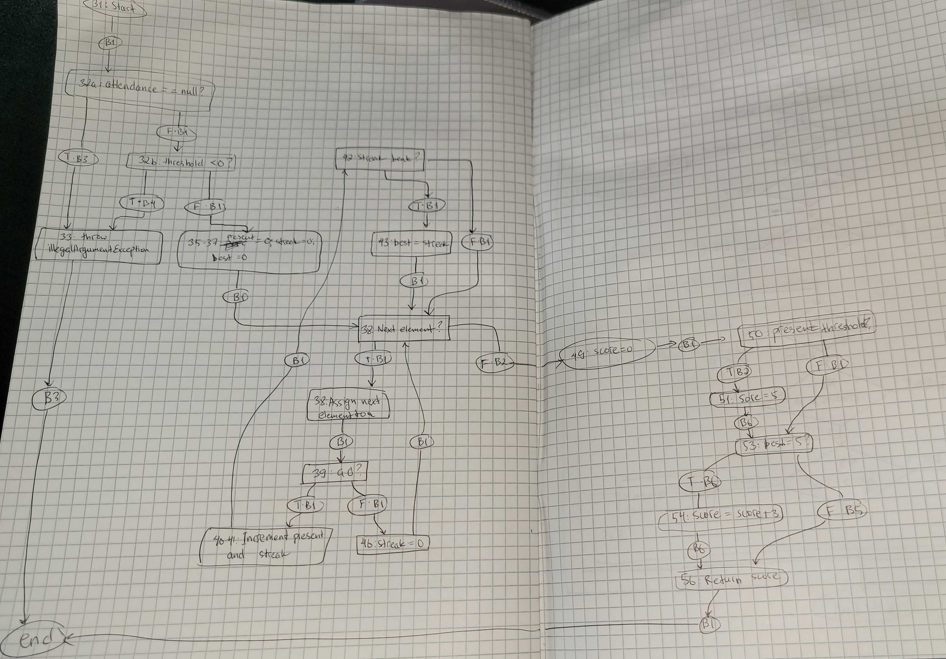 31: Start
B1
32a: attendance == null?
F·B1
T·B3
32b: threshold <0?
T·B4
F·B1
33: throw
illegalArgumentException
35-37: present = 0; streak=0;
best =0
B0
42: streak best?
T·B1
43: best = streak
F·B1
B1
38: Next element?
B1
T·B1
F·B2
38: Assign next
element to n
B3
B1
B1
39: a.0?
T·B1
F·B1
40-41: Increment present
and streak
46: streak = 0
end
49: score=0
B1
50: present threshold?
T·B3
F·B1
51: Score = 5
B6
53: best=5?
T·B6
F·B5
54: Score = score+3
B6
56 Return score
B1